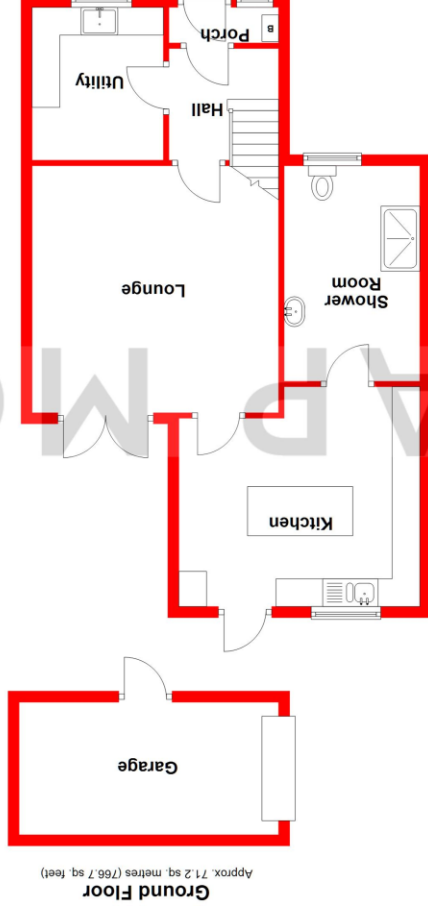 Ground Floor
Approx. 71.2 sq. metres (766.7 sq. feet)
Garage
Kitchen
Shower
Room
Lounge
Hall
Utility
Porch
B